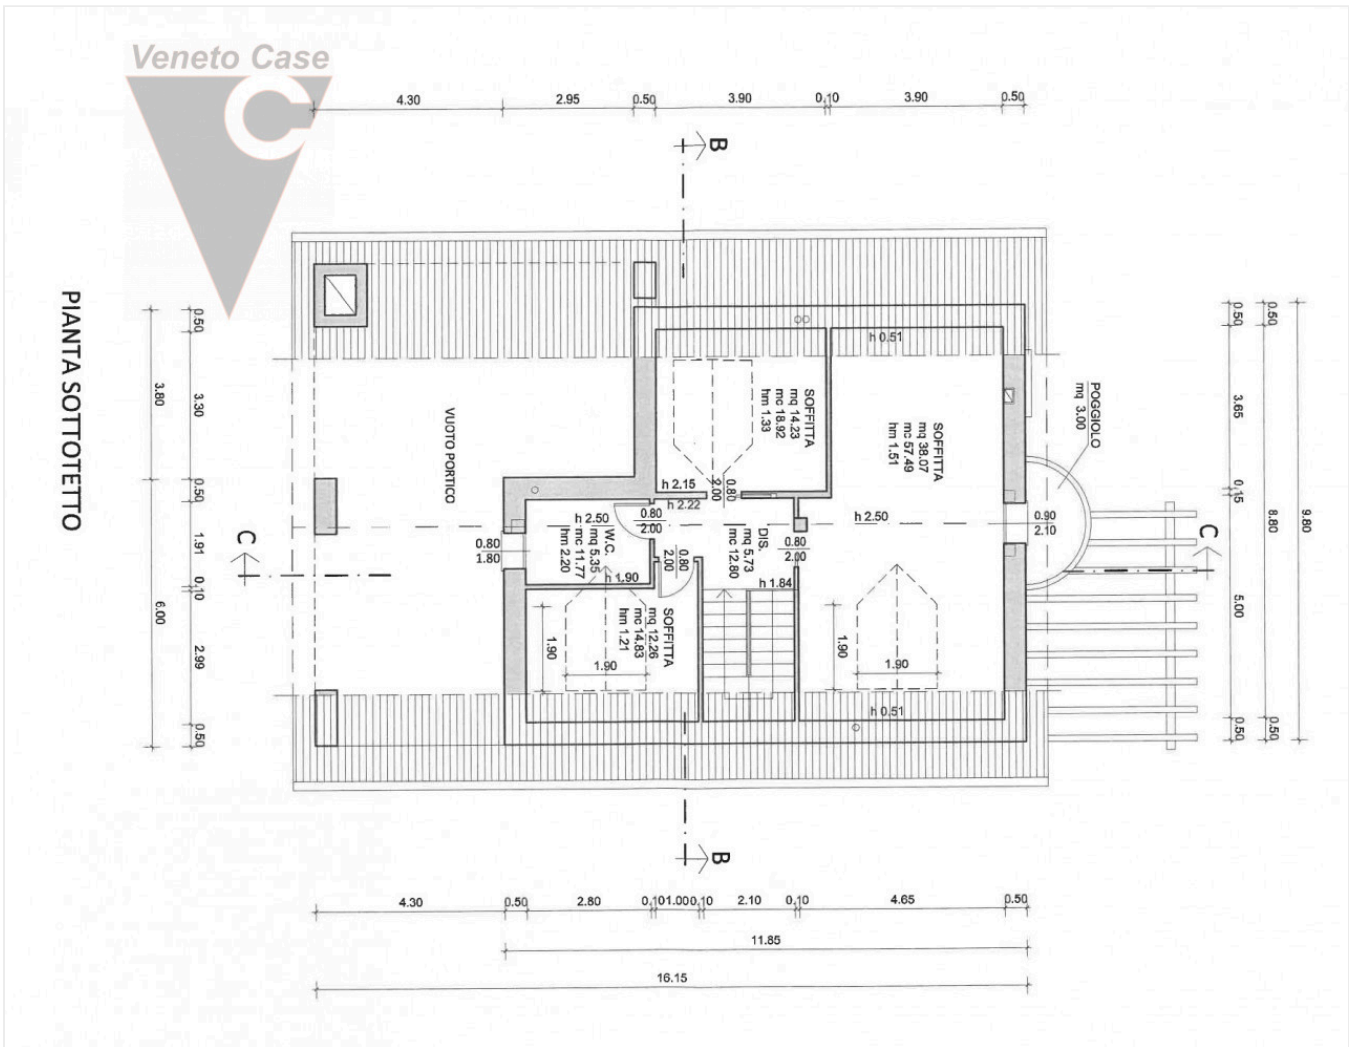 Veneto Case
C
4.30
2.95
0.50
3.90
0.10
3.90
0.50
B
PIANTA SOTTOTETTO
0.50
3.80
3.30
0.50
6.00
1.91
0.10
2.99
0.50
VUOTO PORTICO
C
SOFFITTA
mq 14.23
mc 18.92
hm 1.33
h 2.15
0.80
2.00
h 2.22
h 0.51
SOFFITTA
mq 38.07
mc 57.49
hm 1.51
h 2.50
POGGIOLO
mq 3.00
0.90
2.10
0.80
1.80
h 2.50
W.C.
mq 5.35
mc 11.77
hm 2.20
h 1.90
0.80
2.00
0.80
2.00
DIS.
mq 5.73
mc 12.80
0.80
2.00
h 1.84
SOFFITTA
mq 12.26
mc 14.83
hm 1.21
1.90
1.90
1.90
1.90
h 0.51
C
0.50
0.50
9.80
3.65
0.15
8.80
5.00
0.50
0.50
B
4.30
0.50
2.80
0.10
1.00
0.10
2.10
0.10
4.65
0.50
11.85
16.15